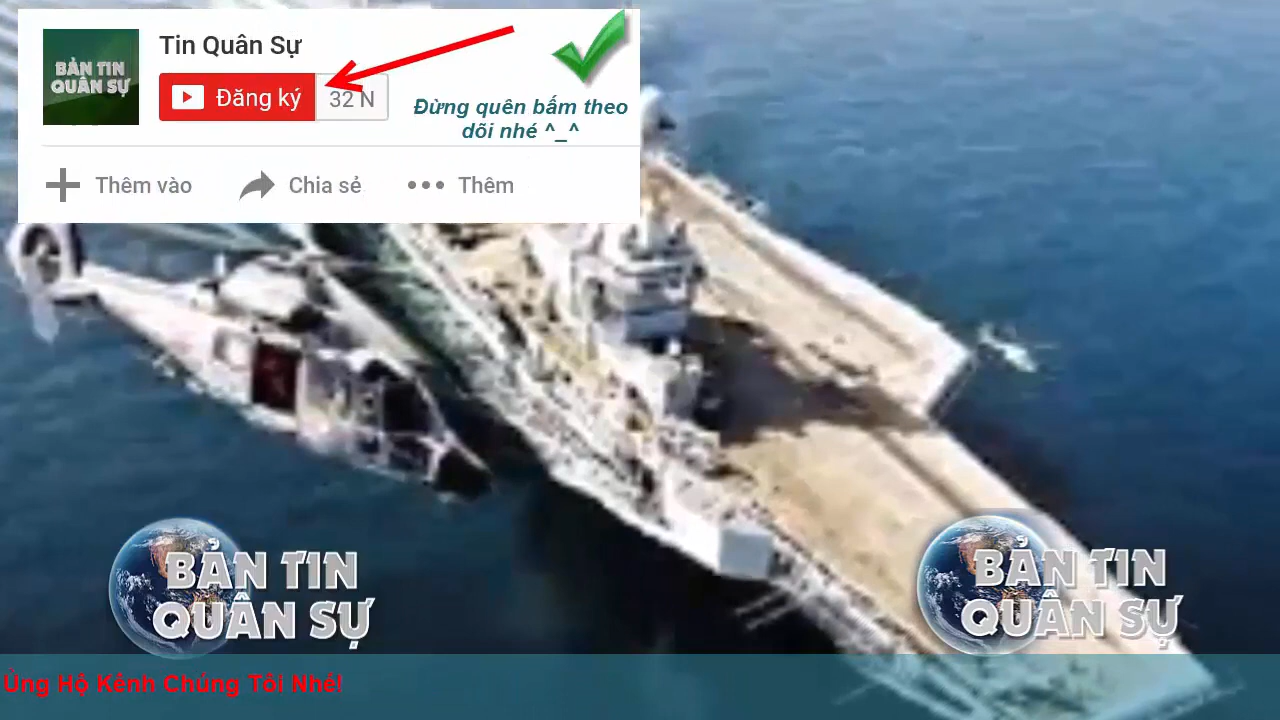 Tin Quân Sự
BẢN TIN
QUÂN SỰ
Đăng ký
32 N
Đừng quên bấm theo
dõi nhé ^_^
Thêm vào
Chia sẻ
Thêm
BẢN TIN
QUÂN SỰ
BẢN TIN
QUÂN SỰ
Ủng Hộ Kênh Chúng Tôi Nhé!